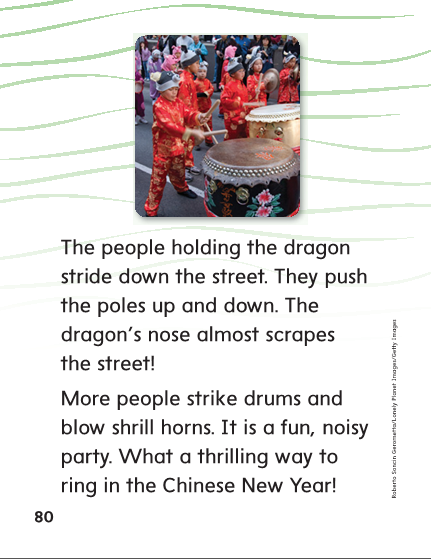 The people holding the dragon
stride down the street. They push
the poles up and down. The
dragon's nose almost scrapes
the street!
More people strike drums and
blow shrill horns. It is a fun, noisy
party. What a thrilling way to
ring in the Chinese New Year!
Roberto Soncin Gerometta/Lonely Planet Images/Getty Images
80